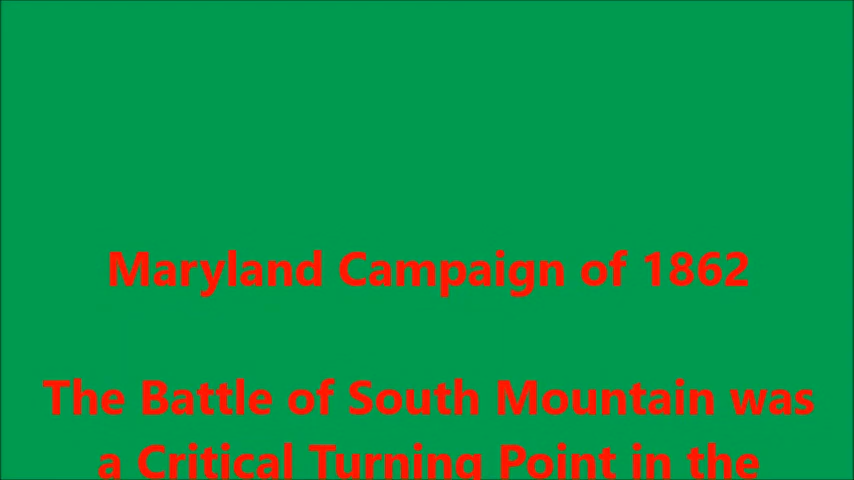 Maryland Campaign of 1862
The Battle of South Mountain was
a Critical Turning Point in the